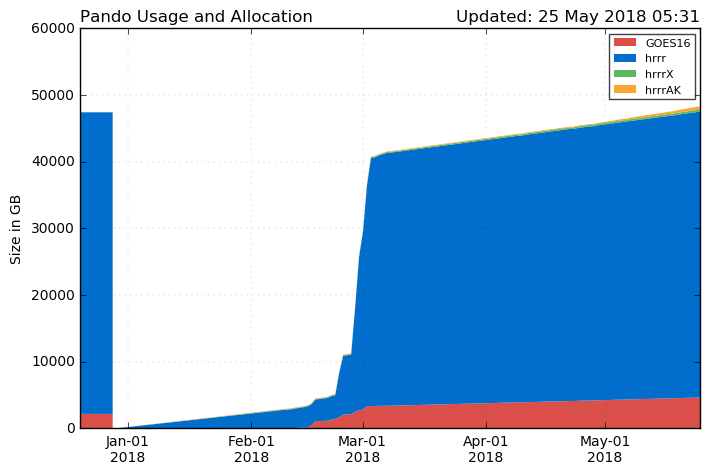 Pando Usage and Allocation
Updated: 25 May 2018 05:31
60000
50000
40000
30000
20000
10000
0
Size in GB
GOES16
hrrr
hrrrX
hrrrAK
Jan-01
2018
Feb-01
2018
Mar-01
2018
Apr-01
2018
May-01
2018